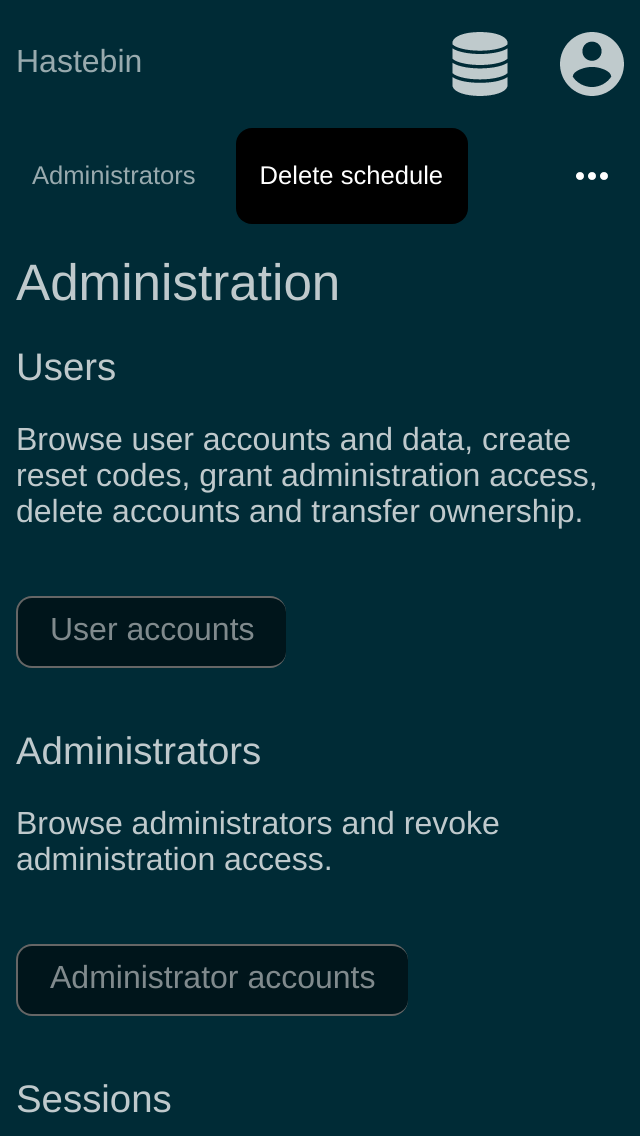 Hastebin
Administrators
Delete schedule
Administration
Users
Browse user accounts and data, create
reset codes, grant administration access,
delete accounts and transfer ownership.
User accounts
Administrators
Browse administrators and revoke
administration access.
Administrator accounts
Sessions